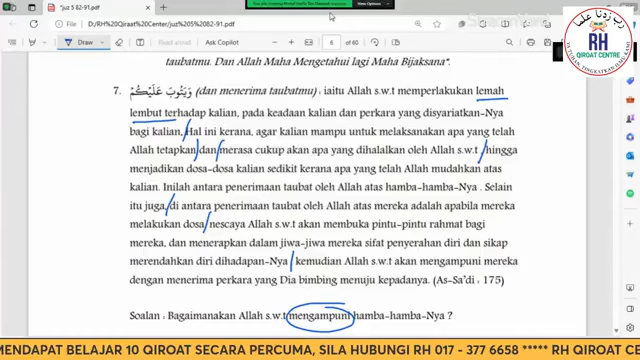 *juz 5 82-91.pdf
D:/RH%20Qiraat%20Center/juz%205%2082-91.pdf
View Options
Draw
6
taubatmu. Dan Allah Maha Mengetahui lagi Maha Bijaksana".
7. وَيَتُوبَ عَلَيْكُمْ (dan menerima taubatmu) : iaitu Allah s.w.t memperlakukan lemah
lembut terhadap kalian, pada keadaan kalian dan perkara yang disyariatkan-Nya
bagi kalian, Hal ini kerana, agar kalian mampu untuk melaksanakan apa yang telah
Allah tetapkan dan merasa cukup akan apa yang dihalalkan oleh Allah s.w.t hingga
menjadikan dosa-dosa kalian sedikit kerana apa yang telah Allah mudahkan atas
kalian. Inilah antara penerimaan taubat oleh Allah atas hamba-hamba-Nya. Selain
itu juga, di antara penerimaan taubat oleh Allah atas mereka adalah apabila mereka
melakukan dosa nescaya Allah s.w.t akan membuka pintu-pintu rahmat bagi
mereka, dan menerapkan dalam jiwa-jiwa mereka sifat penyerahan diri dan sikap
merendahkan diri dihadapan-Nya kemudian Allah s.w.t akan mengampuni mereka
dengan menerima perkara yang Dia bimbing menuju kepadanya. (As-Sa'di : 175)
Soalan : Bagaimanakan Allah s.w.t mengampuni hamba-hamba-Nya ?
رب زدنا علما
RH
QIRAAT CENTRE
MENDAPAT BELAJAR 10 QIROAT SECARA PERCUMA, SILA HUBUNGI RH 017 - 377 6658 ***** RH O